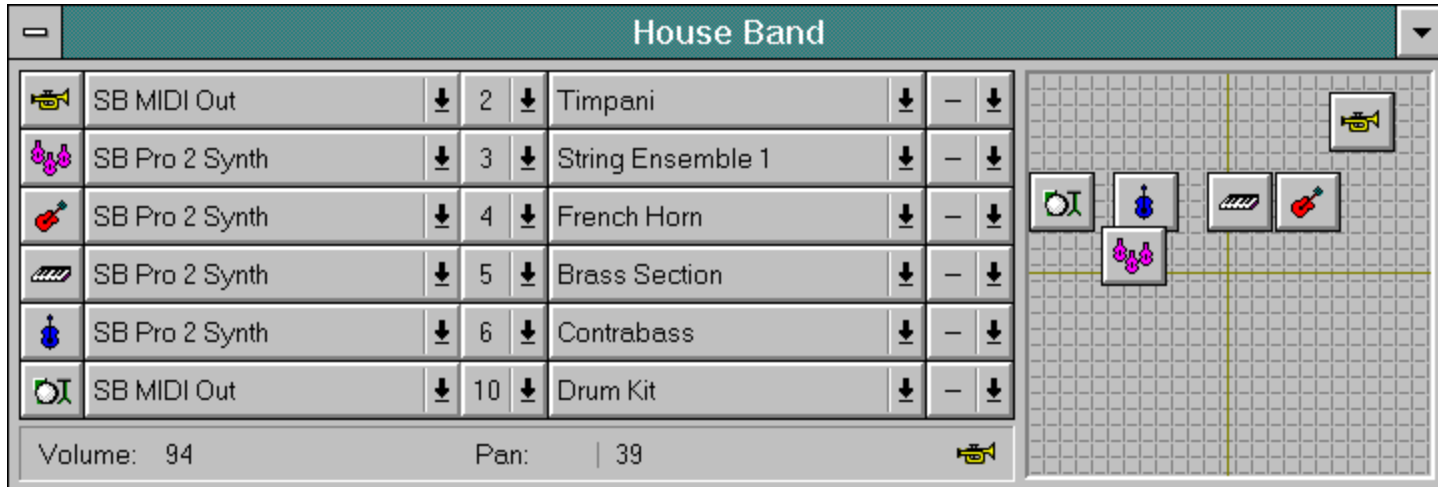 House Band
SB MIDI Out 2 Timpani –
SB Pro 2 Synth 3 String Ensemble 1 –
SB Pro 2 Synth 4 French Horn –
SB Pro 2 Synth 5 Brass Section –
SB Pro 2 Synth 6 Contrabass –
SB MIDI Out 10 Drum Kit –
Volume: 94 Pan: | 39